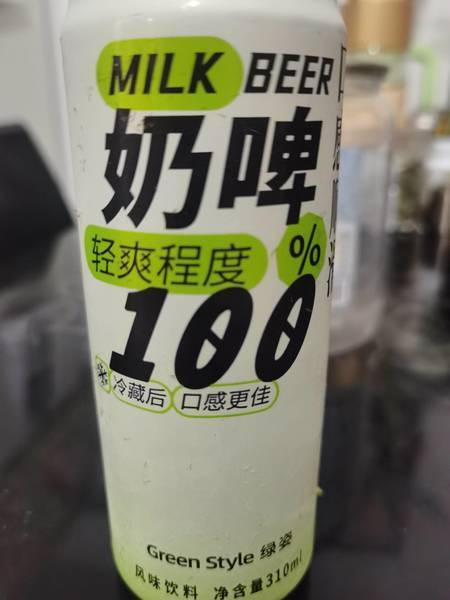 MILK BEER
奶啤
轻爽程度 %
100
冷藏后 口感更佳
Green Style 绿姿
风味饮料 净含量310ml